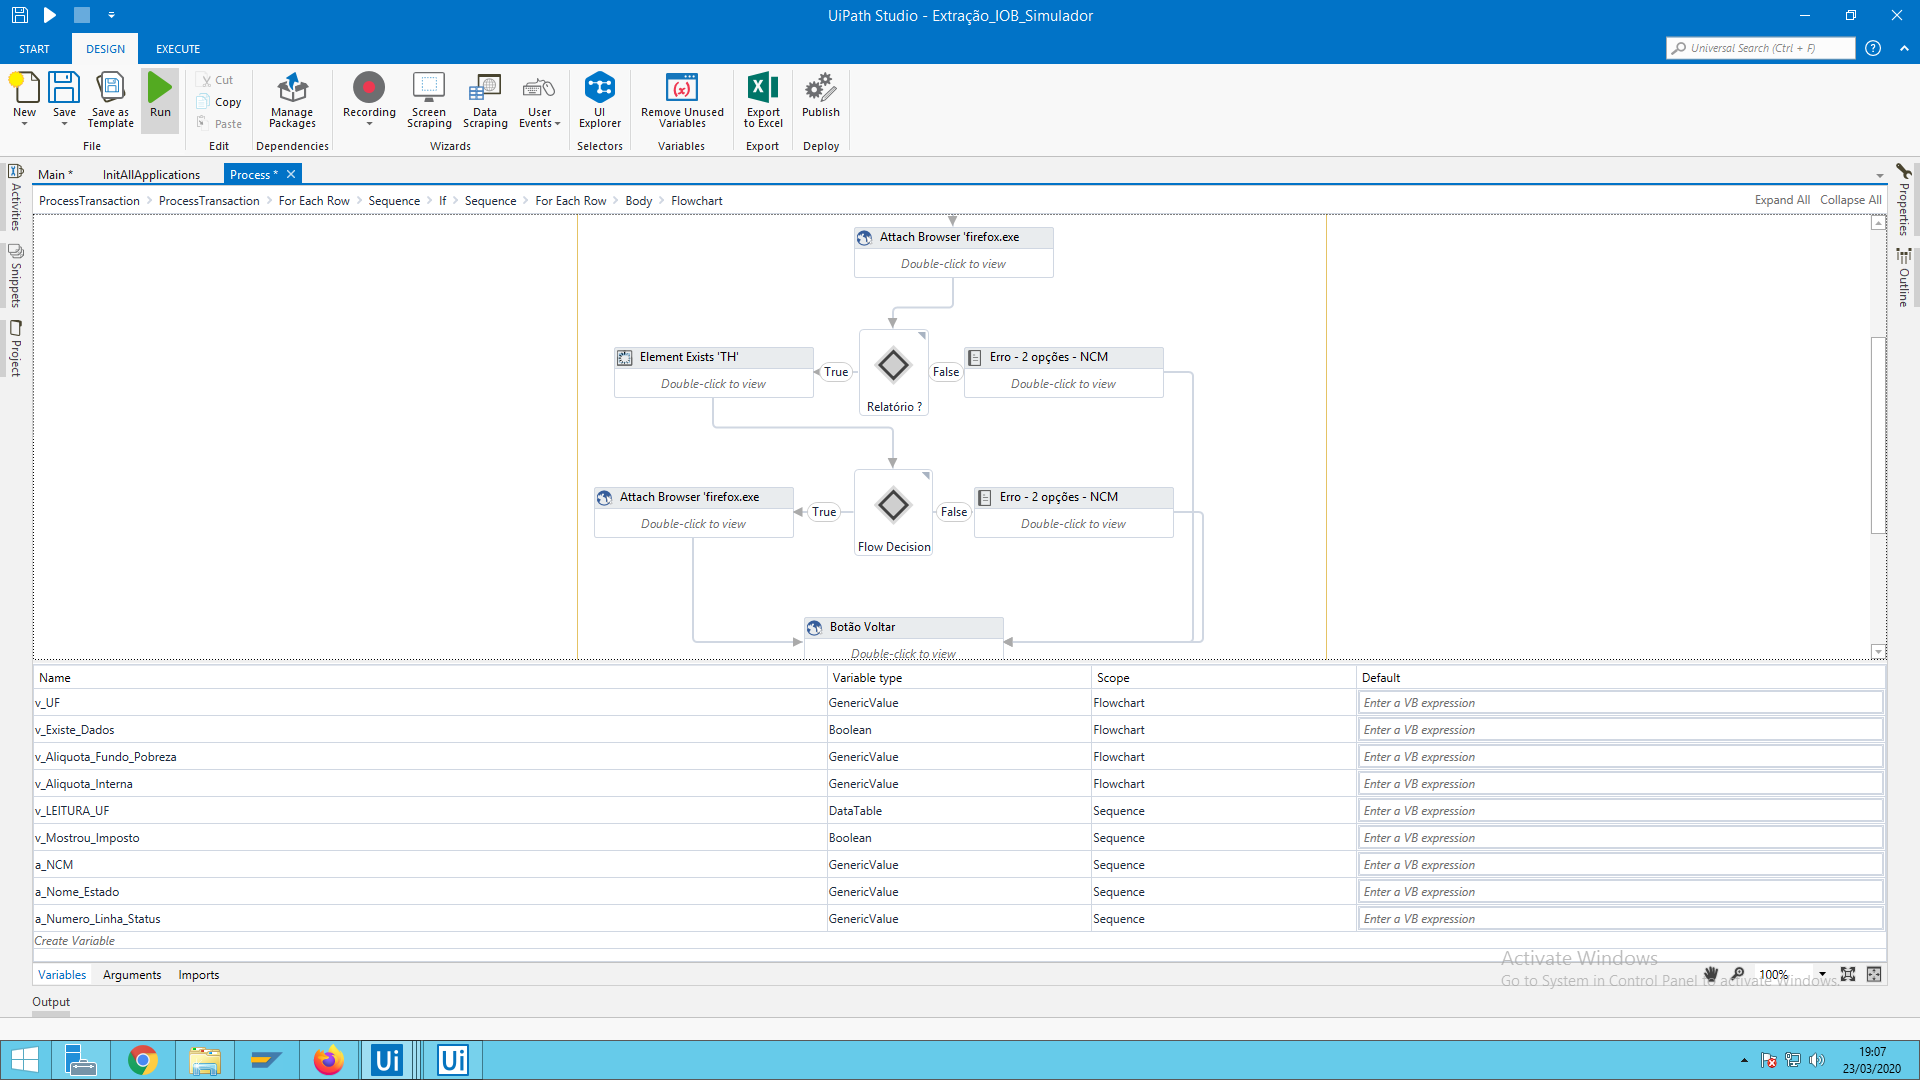 UiPath Studio - Extração_IOB_Simulador
START
DESIGN
EXECUTE
Universal Search (Ctrl + F)
New
Save
Save as Template
Run
Cut
Copy
Paste
Manage Packages
Recording
Screen Scraping
Data Scraping
User Events
UI Explorer
Remove Unused Variables
Export to Excel
Publish
File
Edit
Dependencies
Wizards
Selectors
Variables
Export
Deploy
Main *
InitAllApplications
Process *
Activities
Snippets
Project
Properties
Outline
ProcessTransaction
ProcessTransaction
For Each Row
Sequence
If
Sequence
For Each Row
Body
Flowchart
Expand All
Collapse All
Attach Browser 'firefox.exe
Double-click to view
Element Exists 'TH'
Double-click to view
True
Relatório ?
False
Erro - 2 opções - NCM
Double-click to view
Attach Browser 'firefox.exe
Double-click to view
True
Flow Decision
False
Erro - 2 opções - NCM
Double-click to view
Botão Voltar
Double-click to view
Name Variable type Scope Default
v_UF GenericValue Flowchart Enter a VB expression
v_Existe_Dados Boolean Flowchart Enter a VB expression
v_Aliquota_Fundo_Pobreza GenericValue Flowchart Enter a VB expression
v_Aliquota_Interna GenericValue Flowchart Enter a VB expression
v_LEITURA_UF DataTable Sequence Enter a VB expression
v_Mostrou_Imposto Boolean Sequence Enter a VB expression
a_NCM GenericValue Sequence Enter a VB expression
a_Nome_Estado GenericValue Sequence Enter a VB expression
a_Numero_Linha_Status GenericValue Sequence Enter a VB expression
Create Variable
Variables
Arguments
Imports
100%
Activate Windows
Go to System in Control Panel to activate Windows.
Output
Ui
Ui
19:07
23/03/2020